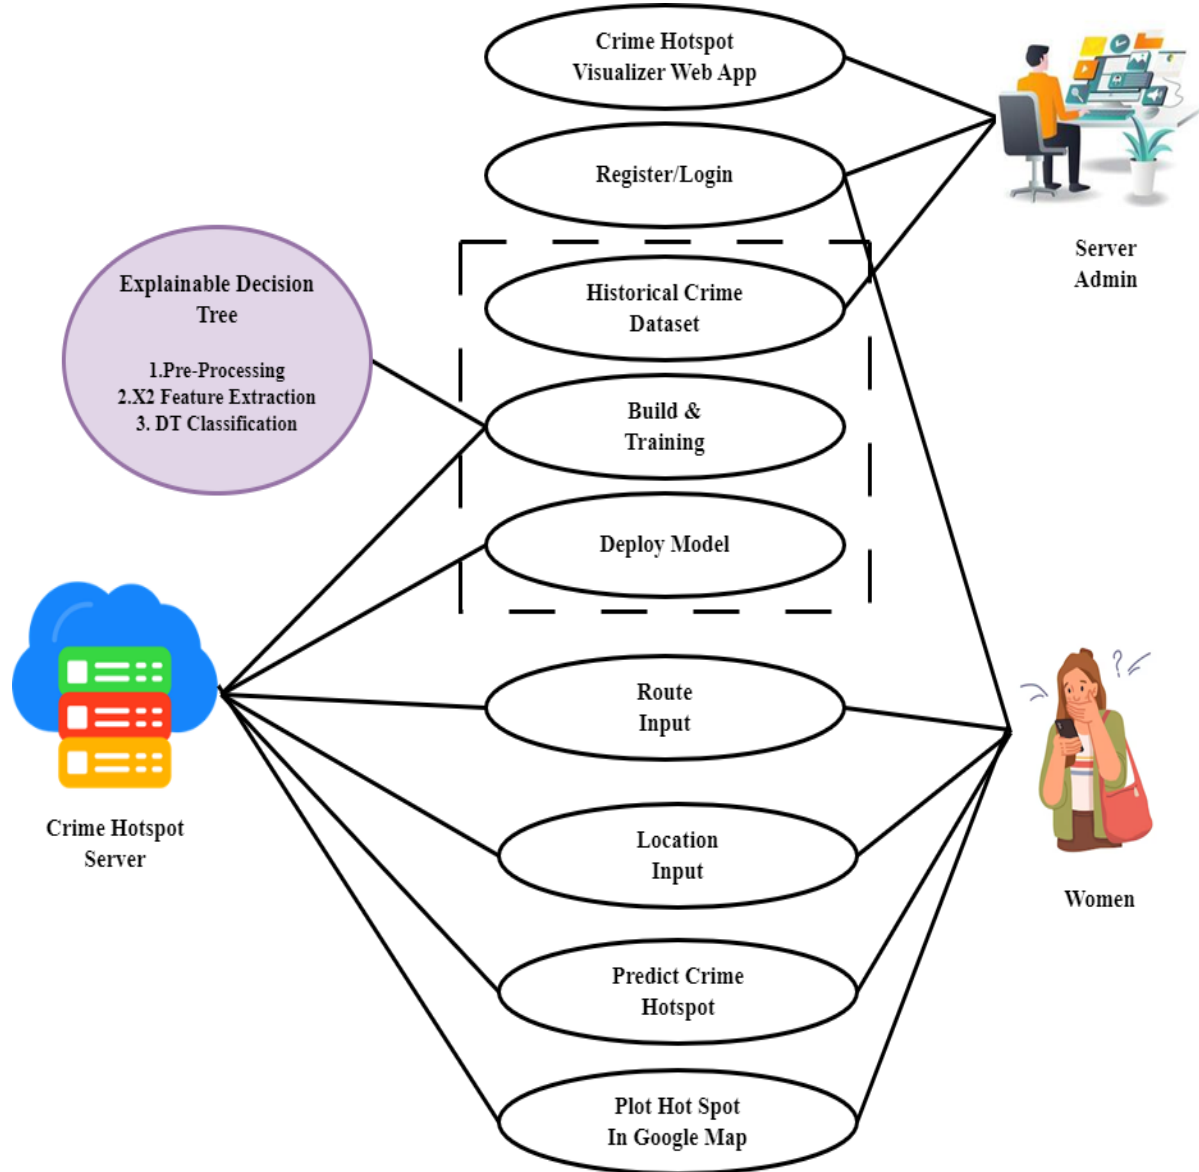 Crime Hotspot
Visualizer Web App
Register/Login
Server
Admin
Explainable Decision
Tree
1.Pre-Processing
2.X2 Feature Extraction
3. DT Classification
Historical Crime
Dataset
Build &
Training
Deploy Model
Crime Hotspot
Server
Route
Input
Location
Input
Women
Predict Crime
Hotspot
Plot Hot Spot
In Google Map